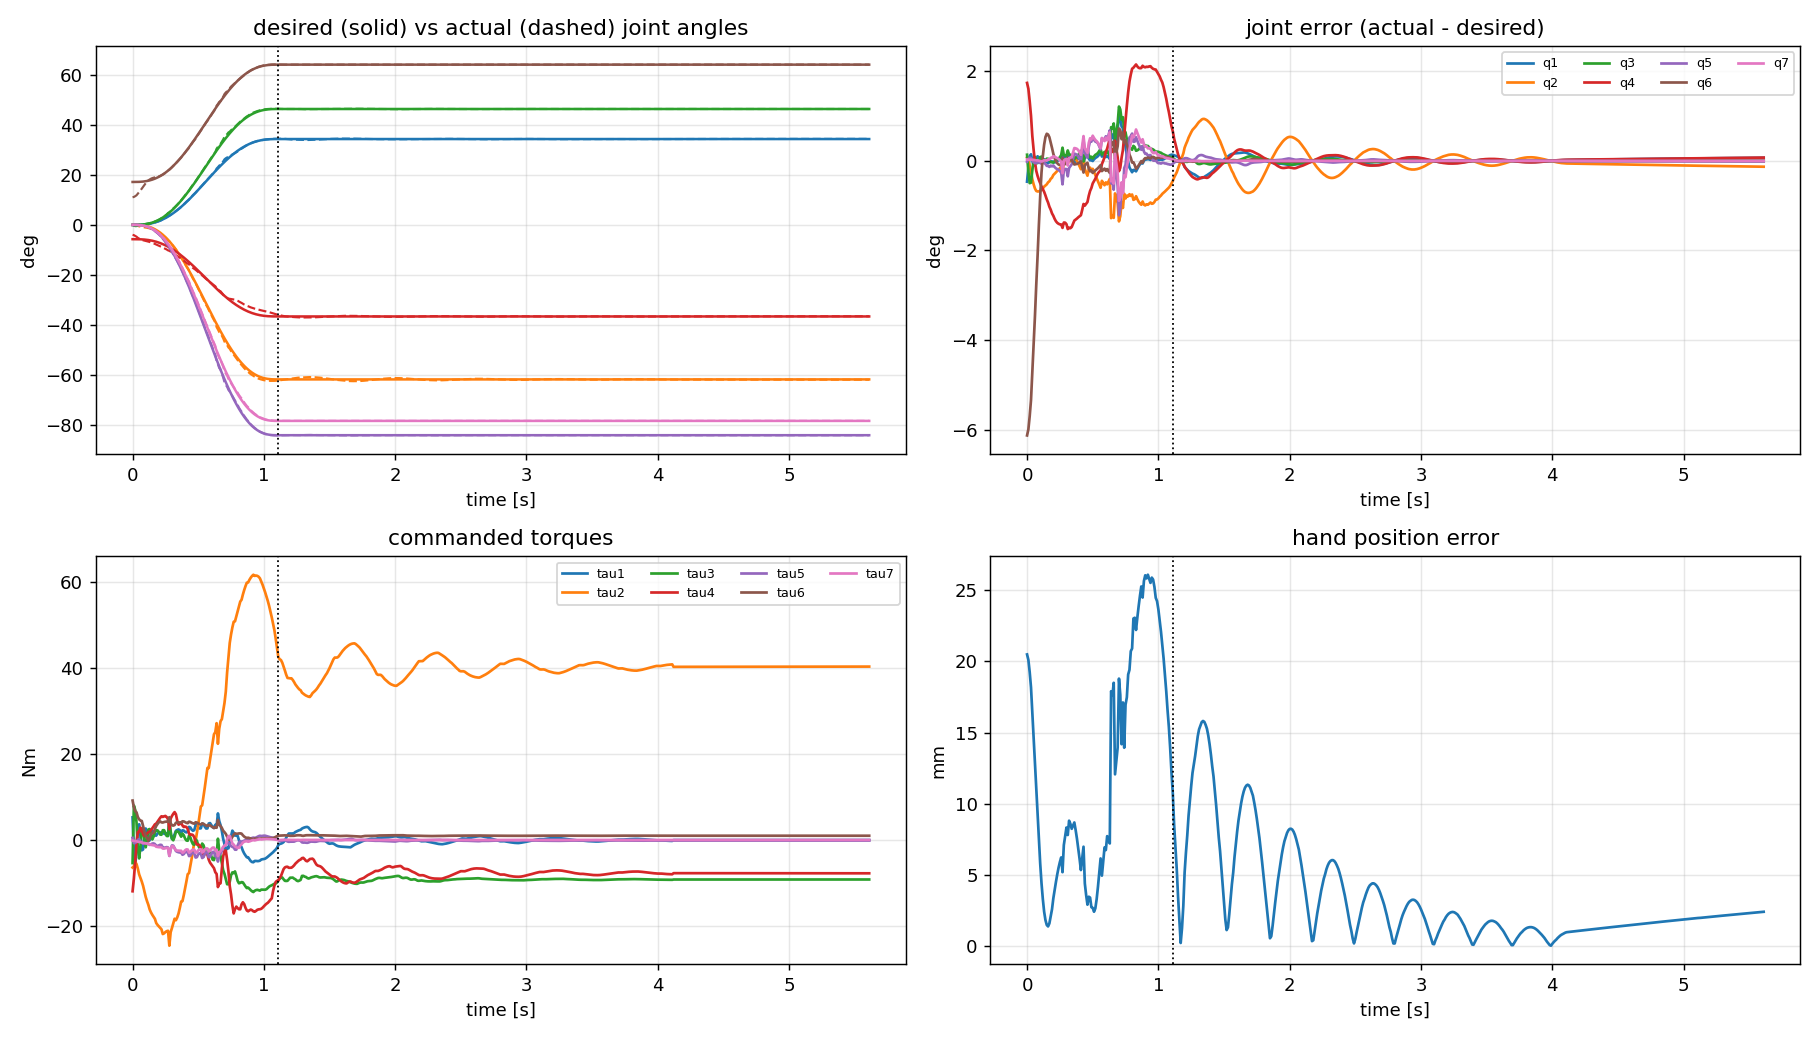 desired (solid) vs actual (dashed) joint angles
60
40
20
0
−20
−40
−60
−80
deg
0 1 2 3 4 5
time [s]
joint error (actual - desired)
q1 q3 q5 q7
q2 q4 q6
2
0
−2
−4
−6
deg
0 1 2 3 4 5
time [s]
commanded torques
tau1 tau3 tau5 tau7
tau2 tau4 tau6
60
40
20
0
−20
Nm
0 1 2 3 4 5
time [s]
hand position error
25
20
15
10
5
0
mm
0 1 2 3 4 5
time [s]